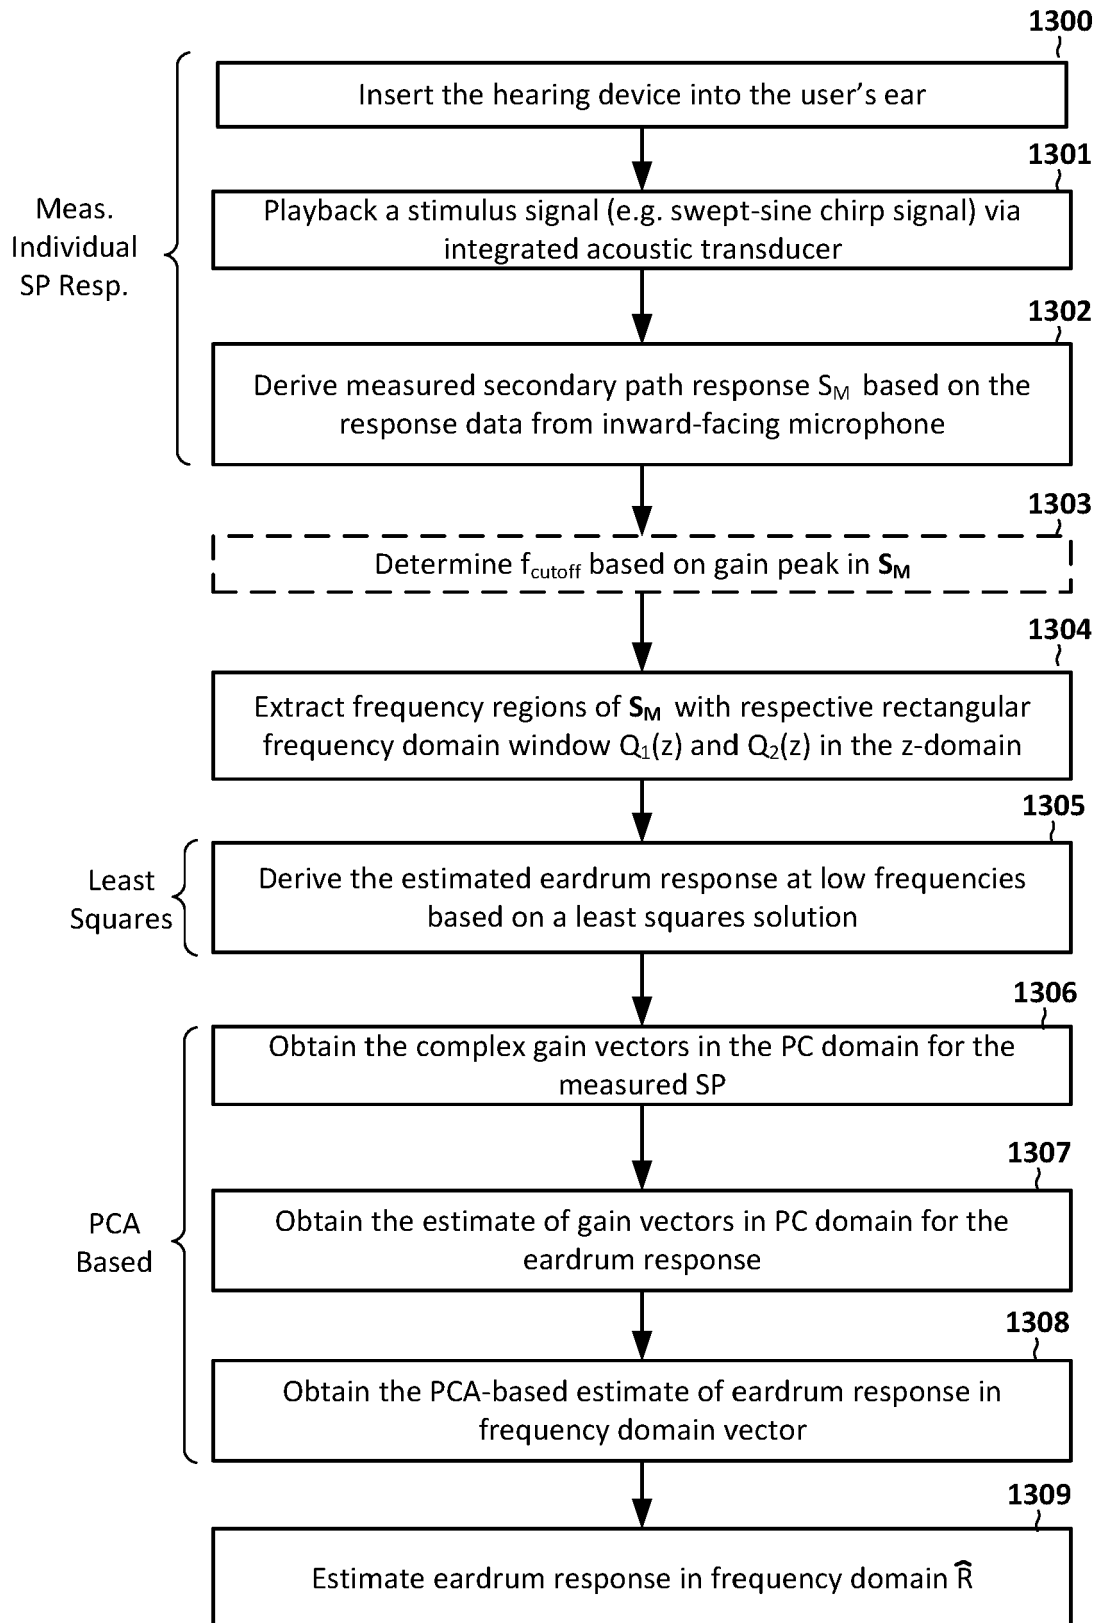 1300
Insert the hearing device into the user's ear
1301
Meas.
Individual
SP Resp.
Playback a stimulus signal (e.g. swept-sine chirp signal) via
integrated acoustic transducer
1302
Derive measured secondary path response S_M based on the
response data from inward-facing microphone
1303
Determine f_cutoff based on gain peak in S_M
1304
Extract frequency regions of S_M with respective rectangular
frequency domain window Q₁(z) and Q₂(z) in the z-domain
1305
Least
Squares
Derive the estimated eardrum response at low frequencies
based on a least squares solution
1306
Obtain the complex gain vectors in the PC domain for the
measured SP
1307
PCA
Based
Obtain the estimate of gain vectors in PC domain for the
eardrum response
1308
Obtain the PCA-based estimate of eardrum response in
frequency domain vector
1309
Estimate eardrum response in frequency domain R̂